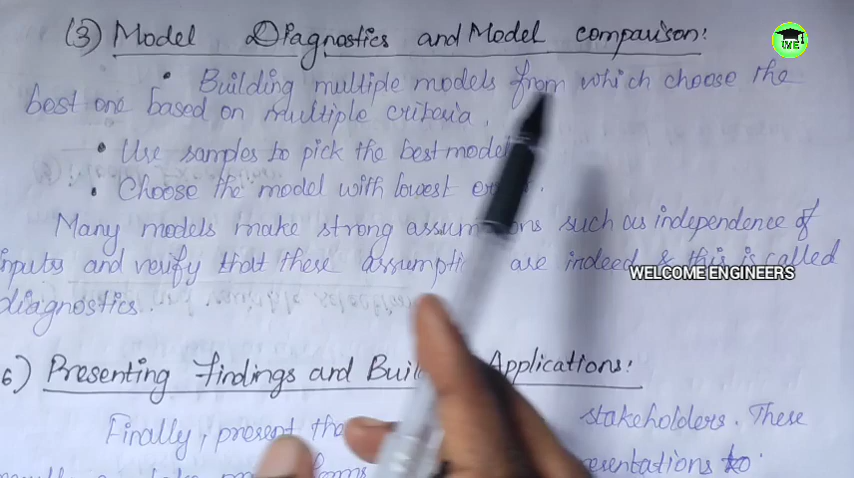 ME
(3) Model Diagnostics and Model comparison:
• Building multiple models from which choose the
best one based on multiple criteria.
• Use samples to pick the best model
• Choose the model with lowest
Many models make strong assumptions such as independence of
inputs and verify that these are indeed & this is called
WELCOME ENGINEERS
diagnostics.
6) Presenting findings and Applications:
Finally, present stakeholders. These
to